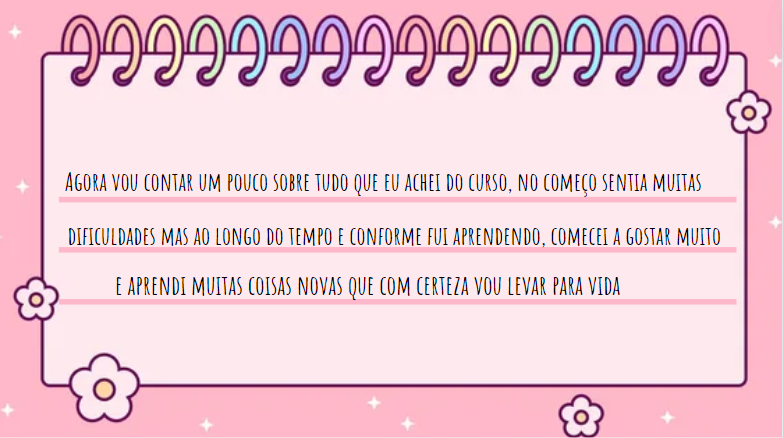 Agora vou contar um pouco sobre tudo que eu achei do curso, no começo sentia muitas
dificuldades mas ao longo do tempo e conforme fui aprendendo, comecei a gostar muito
e aprendi muitas coisas novas que com certeza vou levar para vida